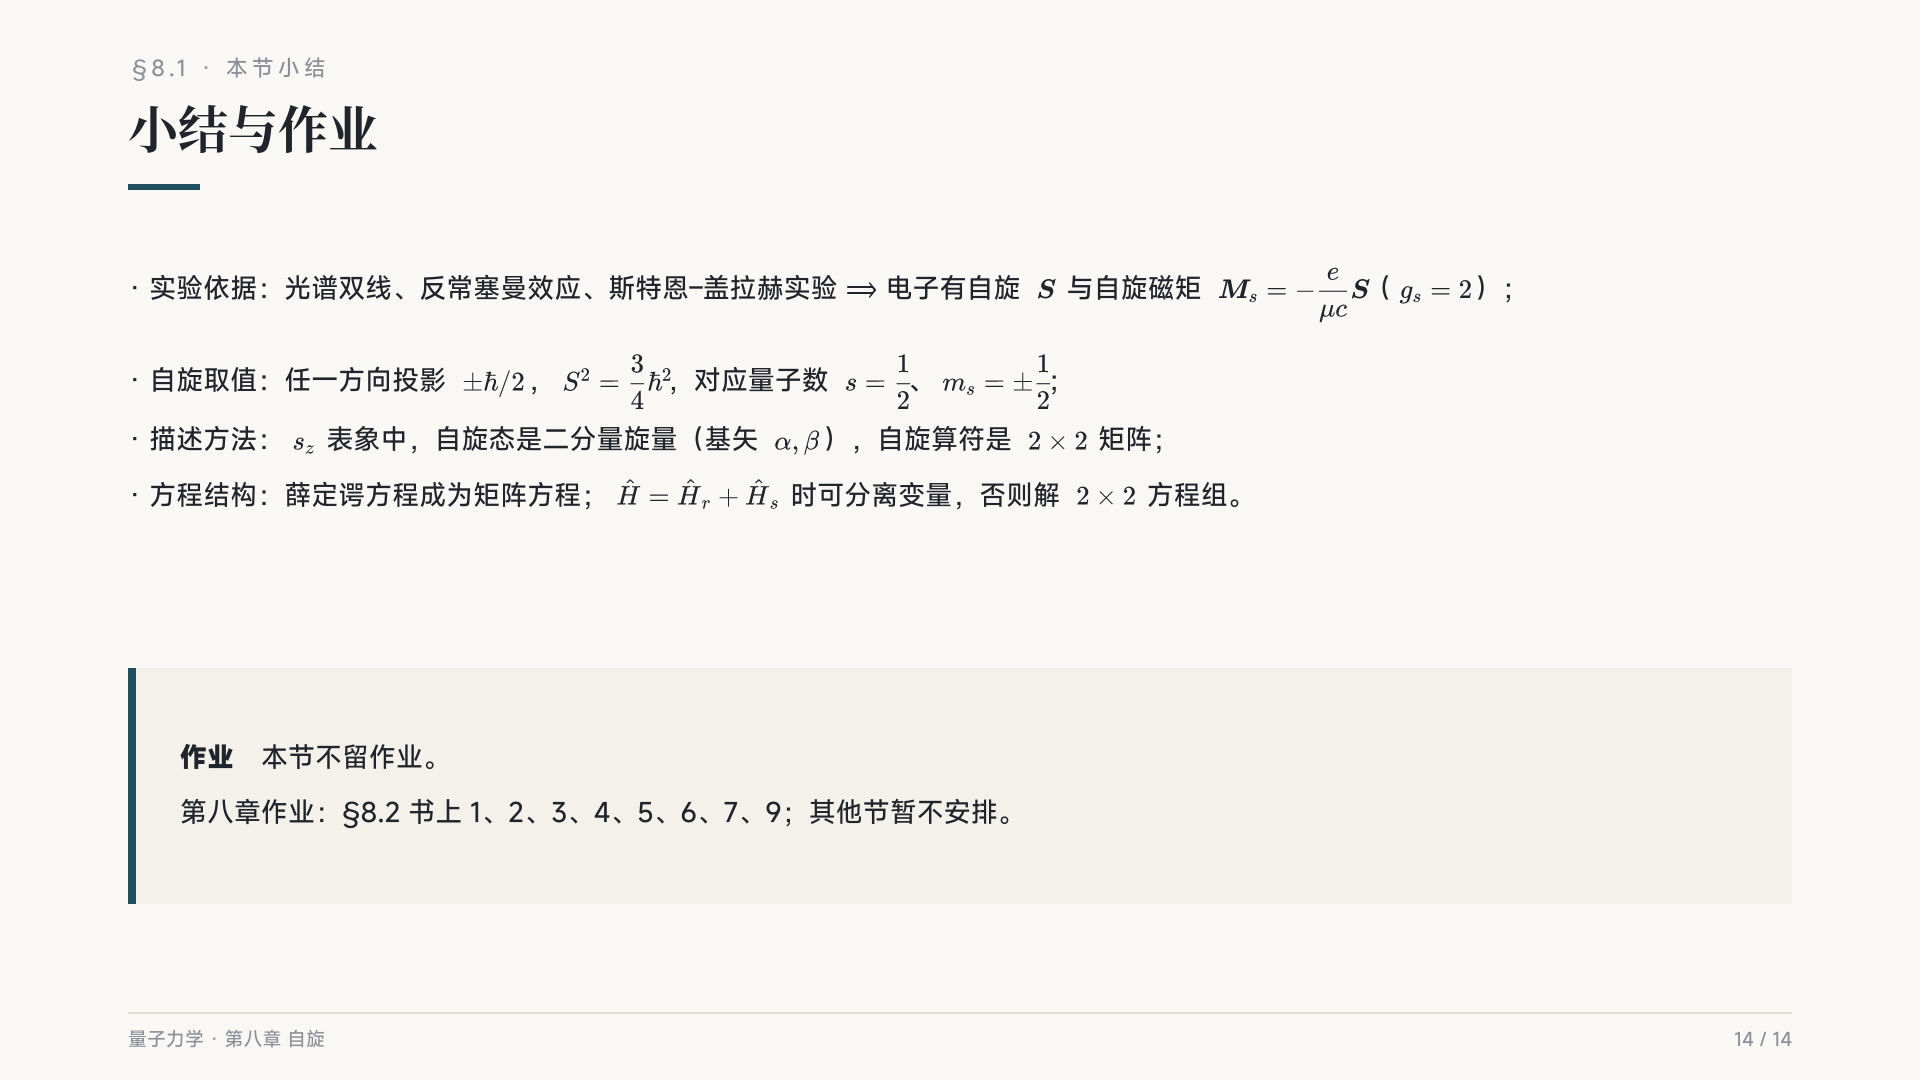 §8.1 · 本节小结
小结与作业
· 实验依据：光谱双线、反常塞曼效应、斯特恩–盖拉赫实验 ⟹ 电子有自旋 S 与自旋磁矩 M_s = −\frac{e}{μc}S（g_s = 2）；
· 自旋取值：任一方向投影 ±ħ/2，S² = \frac{3}{4}ħ²，对应量子数 s = \frac{1}{2}、m_s = ±\frac{1}{2}；
· 描述方法：s_z 表象中，自旋态是二分量旋量（基矢 α, β），自旋算符是 2 × 2 矩阵；
· 方程结构：薛定谔方程成为矩阵方程；Ĥ = Ĥ_r + Ĥ_s 时可分离变量，否则解 2 × 2 方程组。
作业 本节不留作业。
第八章作业：§8.2 书上 1、2、3、4、5、6、7、9；其他节暂不安排。
量子力学 · 第八章 自旋
14 / 14